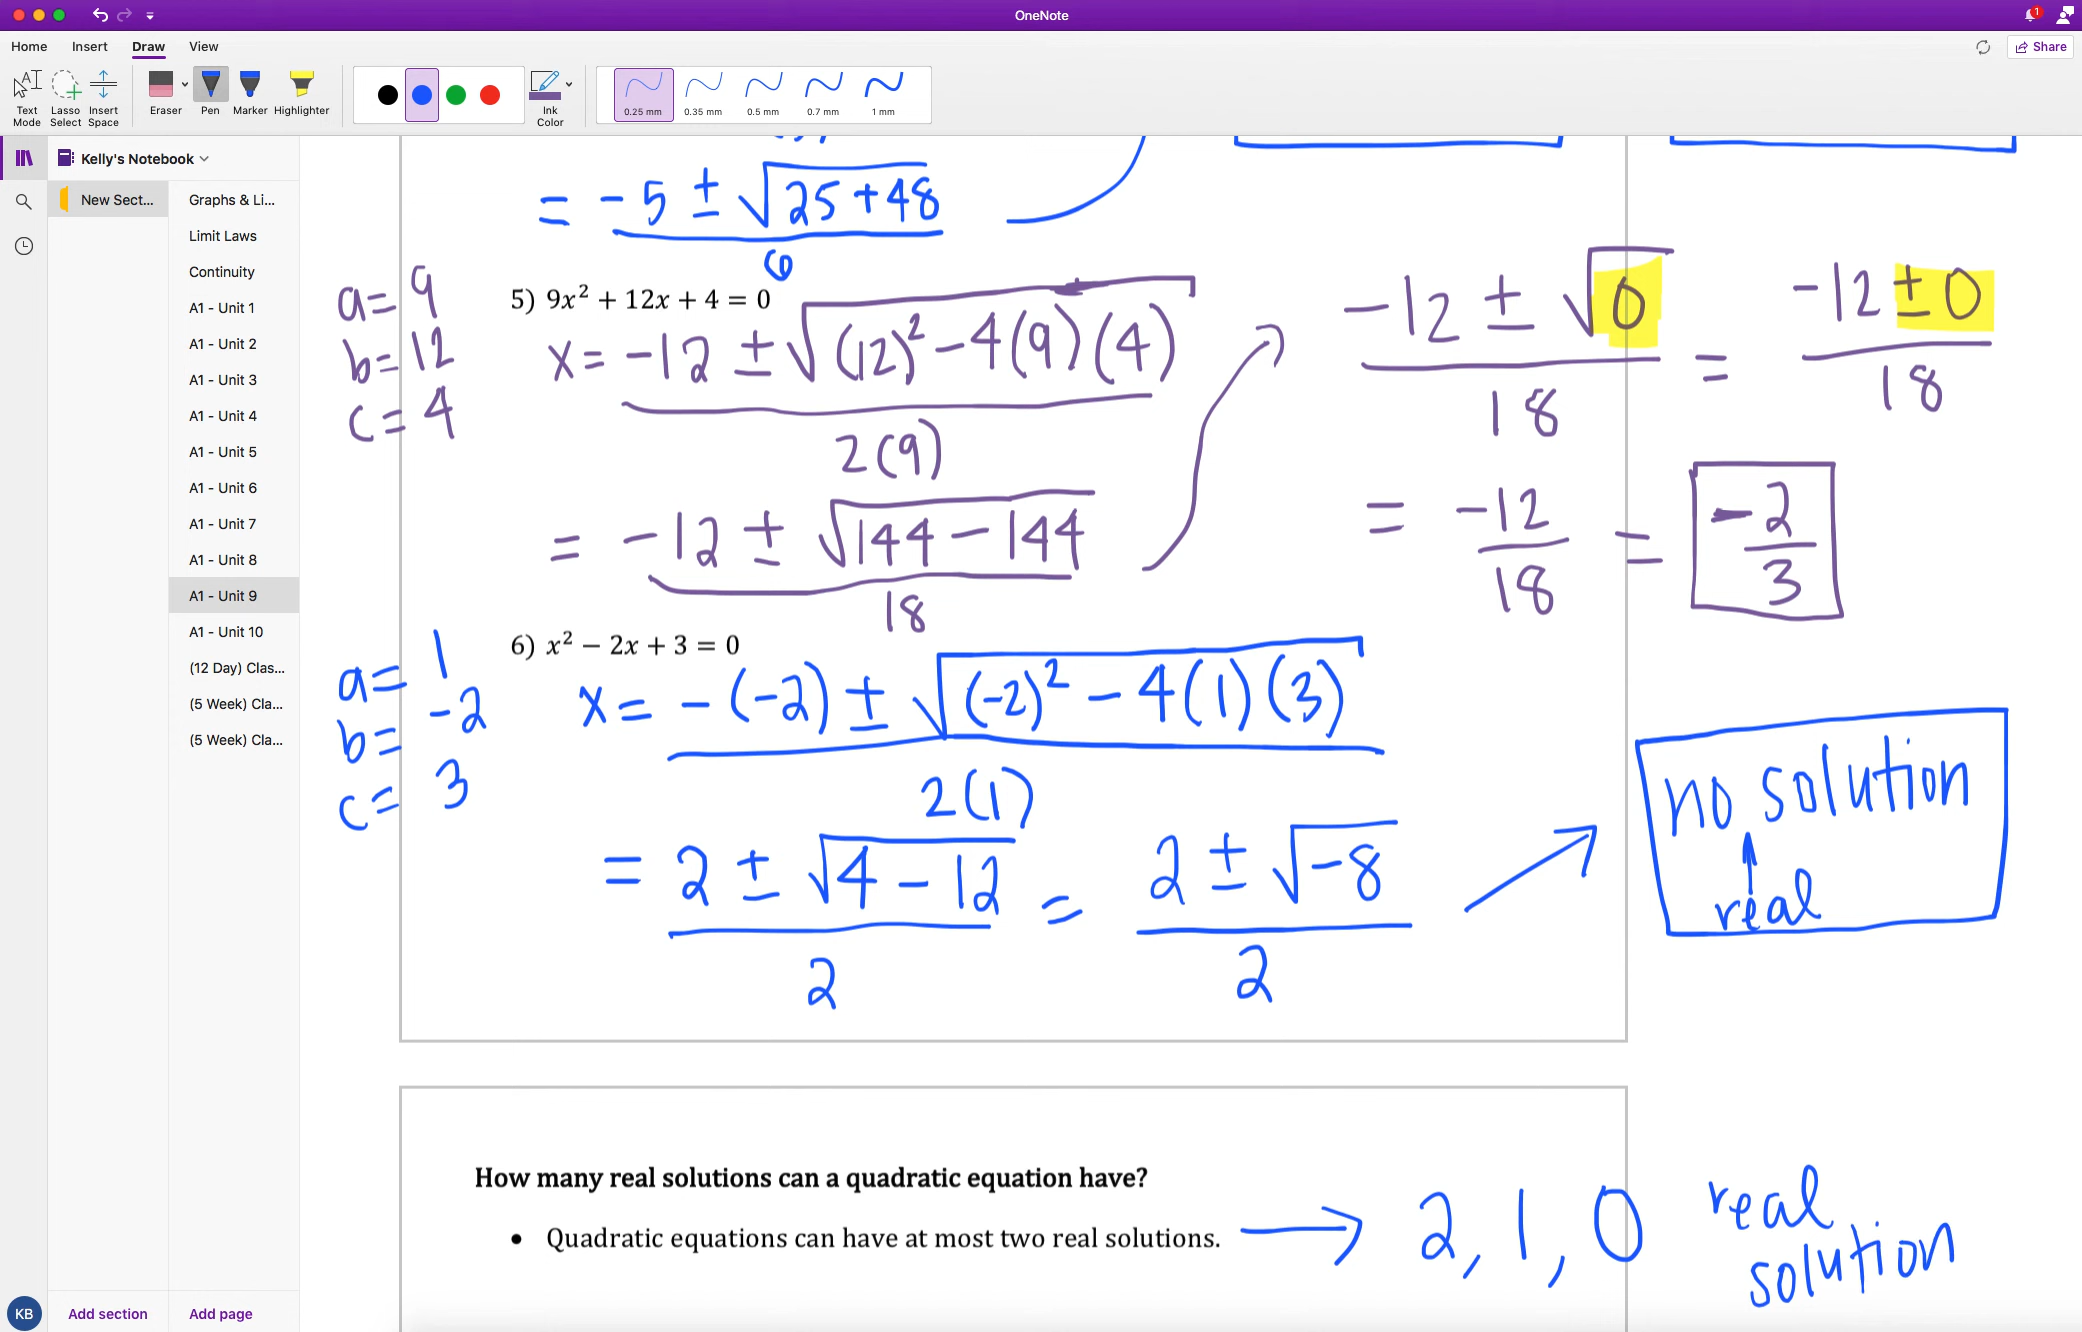 OneNote
1
Home Insert Draw View
Share
Text Mode
Lasso Select
Insert Space
Eraser
Pen
Marker
Highlighter
Ink Color
0.25 mm
0.35 mm
0.5 mm
0.7 mm
1 mm
Kelly's Notebook
New Sect...
Graphs & Li...
Limit Laws
Continuity
A1 - Unit 1
A1 - Unit 2
A1 - Unit 3
A1 - Unit 4
A1 - Unit 5
A1 - Unit 6
A1 - Unit 7
A1 - Unit 8
A1 - Unit 9
A1 - Unit 10
(12 Day) Clas...
(5 Week) Cla...
(5 Week) Cla...
KB
Add section
Add page
= -5 ± √25+48
6
a= 9
b= 12
c= 4
5) 9x² + 12x + 4 = 0
x= -12 ± √(12)² -4(9)(4)
2(9)
= -12 ± √144 - 144
18
-12 ± √0
18
=
-12 ± 0
18
= -12
18
=
-2
3
a= 1
b= -2
c= 3
6) x² − 2x + 3 = 0
x= -(-2) ± √(-2)² - 4(1)(3)
2(1)
= 2 ± √4 - 12
2
= 2 ± √-8
2
no solution
real
How many real solutions can a quadratic equation have?
• Quadratic equations can have at most two real solutions. → 2, 1, 0 real
solution